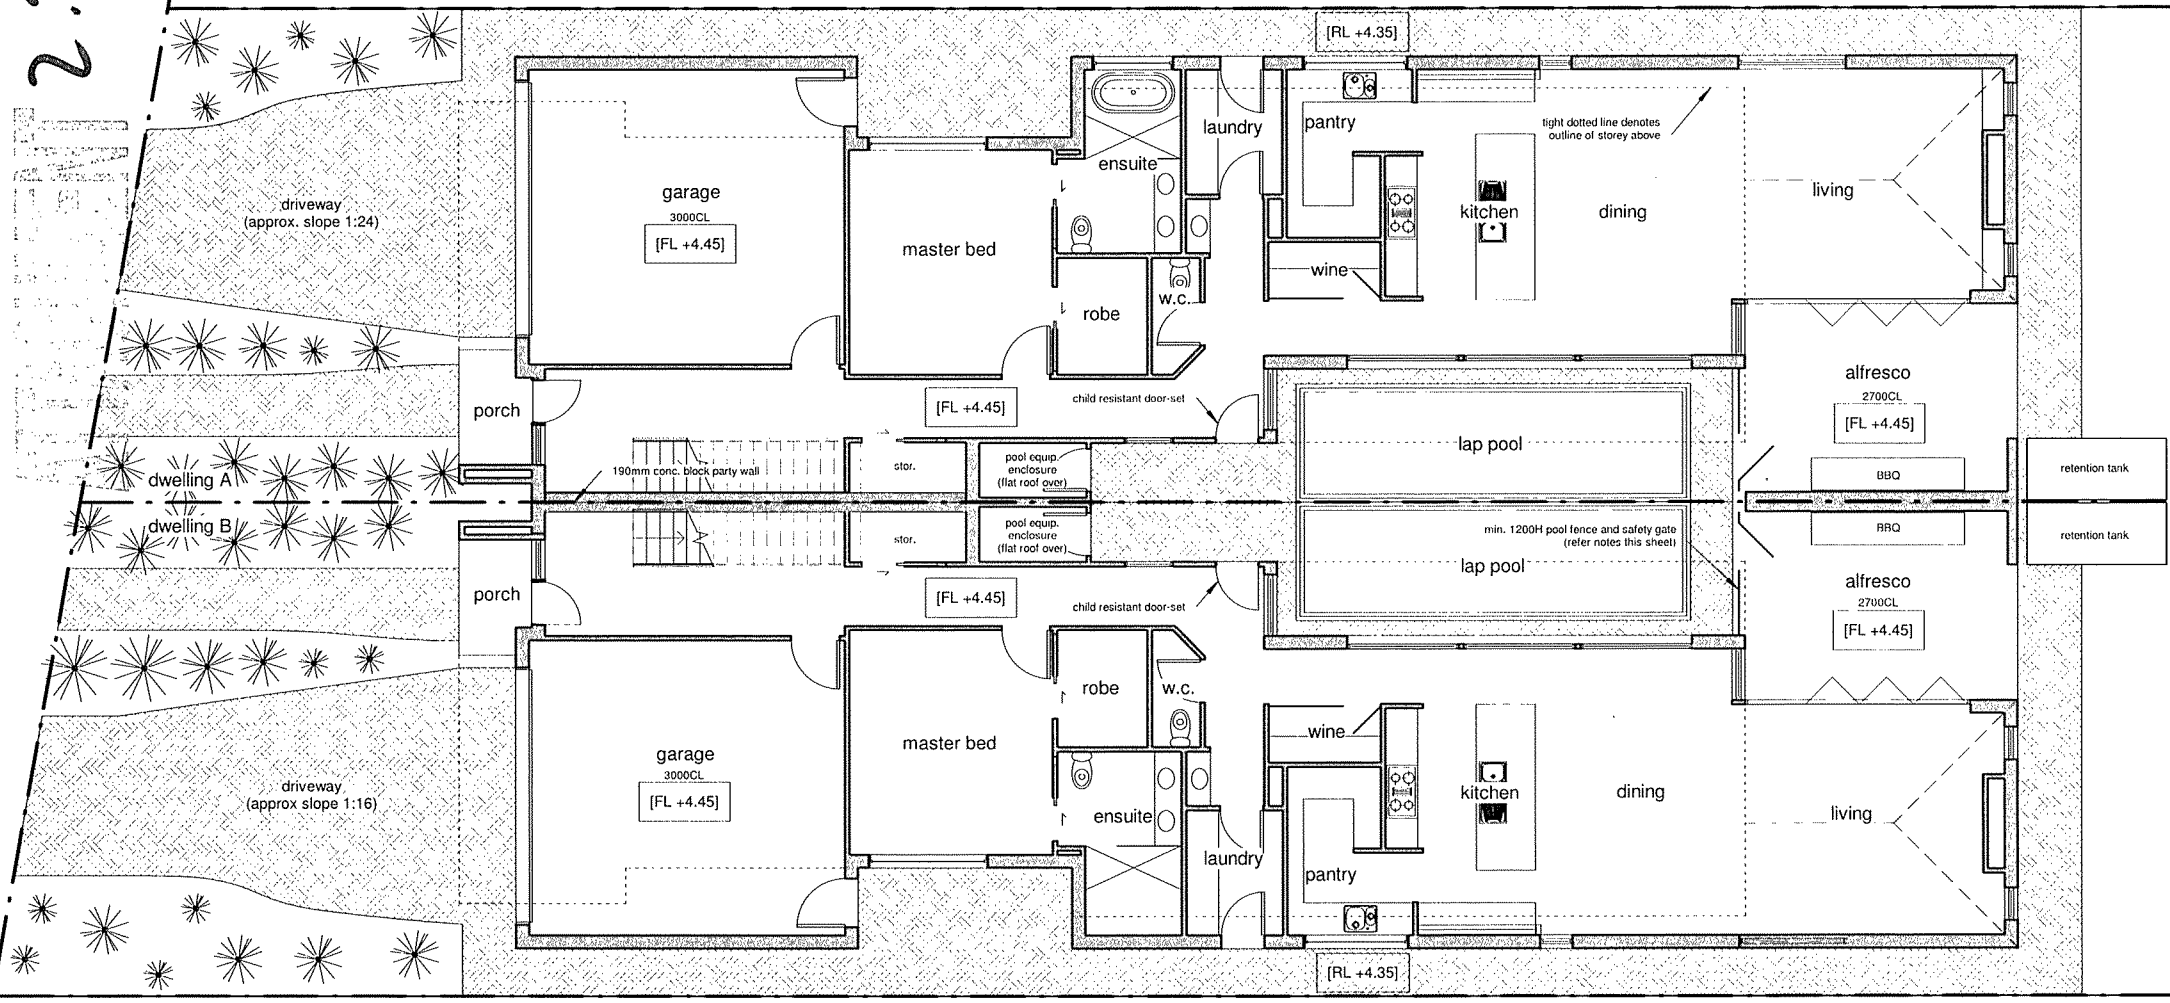 [RL +4.35]
tight dotted line denotes
outline of storey above
laundry
pantry
ensuite
garage
3000CL
[FL +4.45]
driveway
(approx. slope 1:24)
master bed
kitchen
dining
living
wine
w.c.
robe
alfresco
2700CL
[FL +4.45]
porch
[FL +4.45]
child resistant door-set
lap pool
stor.
pool equip.
enclosure
(flat roof over)
190mm conc. block party wall
BBQ
retention tank
dwelling A
dwelling B
stor.
pool equip.
enclosure
(flat roof over)
min. 1200H pool fence and safety gate
(refer notes this sheet)
BBQ
retention tank
lap pool
porch
[FL +4.45]
child resistant door-set
alfresco
2700CL
[FL +4.45]
robe
w.c.
wine
master bed
garage
3000CL
[FL +4.45]
driveway
(approx slope 1:16)
kitchen
dining
living
ensuite
laundry
pantry
[RL +4.35]